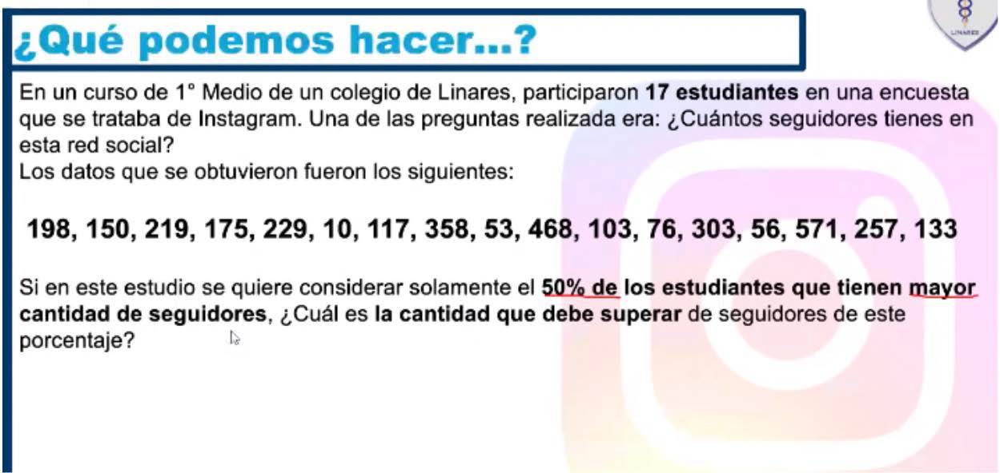 ¿Qué podemos hacer...?
LINARES
En un curso de 1° Medio de un colegio de Linares, participaron 17 estudiantes en una encuesta
que se trataba de Instagram. Una de las preguntas realizada era: ¿Cuántos seguidores tienes en
esta red social?
Los datos que se obtuvieron fueron los siguientes:
198, 150, 219, 175, 229, 10, 117, 358, 53, 468, 103, 76, 303, 56, 571, 257, 133
Si en este estudio se quiere considerar solamente el 50% de los estudiantes que tienen mayor
cantidad de seguidores, ¿Cuál es la cantidad que debe superar de seguidores de este
porcentaje?